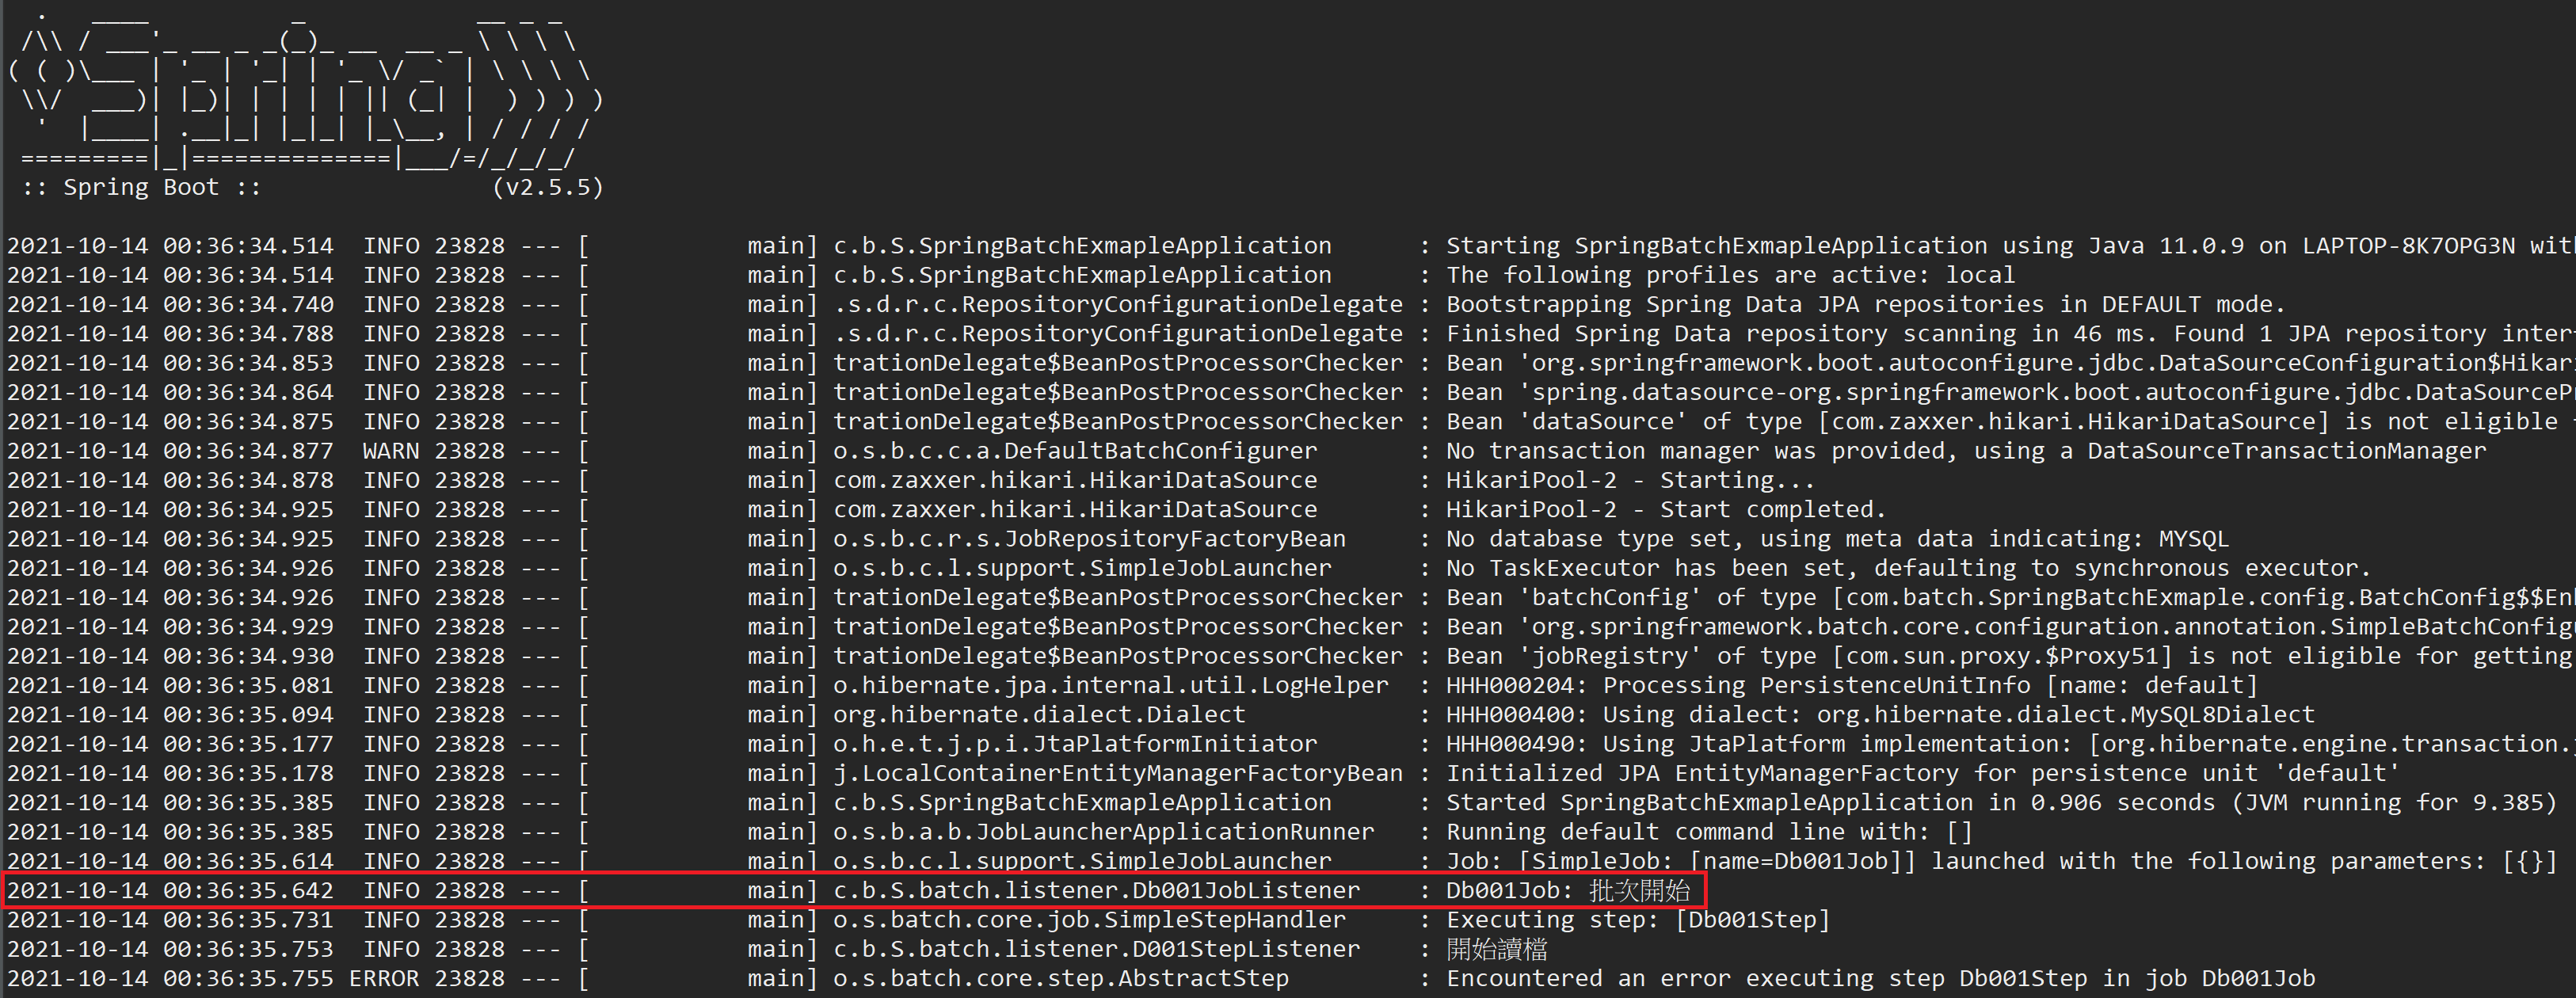 .   ____          _            __ _ _
 /\\ / ___'_ __ _ _(_)_ __  __ _ \ \ \ \
( ( )\___ | '_ | '_| | '_ \/ _` | \ \ \ \
 \\/  ___)| |_)| | | | | || (_| |  ) ) ) )
  '  |____| .__|_| |_|_| |_\__, | / / / /
 =========|_|==============|___/=/_/_/_/
 :: Spring Boot ::                (v2.5.5)
2021-10-14 00:36:34.514  INFO 23828 --- [           main] c.b.S.SpringBatchExmapleApplication      : Starting SpringBatchExmapleApplication using Java 11.0.9 on LAPTOP-8K7OPG3N with
2021-10-14 00:36:34.514  INFO 23828 --- [           main] c.b.S.SpringBatchExmapleApplication      : The following profiles are active: local
2021-10-14 00:36:34.740  INFO 23828 --- [           main] .s.d.r.c.RepositoryConfigurationDelegate : Bootstrapping Spring Data JPA repositories in DEFAULT mode.
2021-10-14 00:36:34.788  INFO 23828 --- [           main] .s.d.r.c.RepositoryConfigurationDelegate : Finished Spring Data repository scanning in 46 ms. Found 1 JPA repository inter
2021-10-14 00:36:34.853  INFO 23828 --- [           main] trationDelegate$BeanPostProcessorChecker : Bean 'org.springframework.boot.autoconfigure.jdbc.DataSourceConfiguration$Hikari
2021-10-14 00:36:34.864  INFO 23828 --- [           main] trationDelegate$BeanPostProcessorChecker : Bean 'spring.datasource-org.springframework.boot.autoconfigure.jdbc.DataSourceP
2021-10-14 00:36:34.875  INFO 23828 --- [           main] trationDelegate$BeanPostProcessorChecker : Bean 'dataSource' of type [com.zaxxer.hikari.HikariDataSource] is not eligible
2021-10-14 00:36:34.877  WARN 23828 --- [           main] o.s.b.c.c.a.DefaultBatchConfigurer       : No transaction manager was provided, using a DataSourceTransactionManager
2021-10-14 00:36:34.878  INFO 23828 --- [           main] com.zaxxer.hikari.HikariDataSource       : HikariPool-2 - Starting...
2021-10-14 00:36:34.925  INFO 23828 --- [           main] com.zaxxer.hikari.HikariDataSource       : HikariPool-2 - Start completed.
2021-10-14 00:36:34.925  INFO 23828 --- [           main] o.s.b.c.r.s.JobRepositoryFactoryBean     : No database type set, using meta data indicating: MYSQL
2021-10-14 00:36:34.926  INFO 23828 --- [           main] o.s.b.c.l.support.SimpleJobLauncher      : No TaskExecutor has been set, defaulting to synchronous executor.
2021-10-14 00:36:34.926  INFO 23828 --- [           main] trationDelegate$BeanPostProcessorChecker : Bean 'batchConfig' of type [com.batch.SpringBatchExmaple.config.BatchConfig$$Enh
2021-10-14 00:36:34.929  INFO 23828 --- [           main] trationDelegate$BeanPostProcessorChecker : Bean 'org.springframework.batch.core.configuration.annotation.SimpleBatchConfigu
2021-10-14 00:36:34.930  INFO 23828 --- [           main] trationDelegate$BeanPostProcessorChecker : Bean 'jobRegistry' of type [com.sun.proxy.$Proxy51] is not eligible for getting
2021-10-14 00:36:35.081  INFO 23828 --- [           main] o.hibernate.jpa.internal.util.LogHelper  : HHH000204: Processing PersistenceUnitInfo [name: default]
2021-10-14 00:36:35.094  INFO 23828 --- [           main] org.hibernate.dialect.Dialect            : HHH000400: Using dialect: org.hibernate.dialect.MySQL8Dialect
2021-10-14 00:36:35.177  INFO 23828 --- [           main] o.h.e.t.j.p.i.JtaPlatformInitiator       : HHH000490: Using JtaPlatform implementation: [org.hibernate.engine.transaction.j
2021-10-14 00:36:35.178  INFO 23828 --- [           main] j.LocalContainerEntityManagerFactoryBean : Initialized JPA EntityManagerFactory for persistence unit 'default'
2021-10-14 00:36:35.385  INFO 23828 --- [           main] c.b.S.SpringBatchExmapleApplication      : Started SpringBatchExmapleApplication in 0.906 seconds (JVM running for 9.385)
2021-10-14 00:36:35.385  INFO 23828 --- [           main] o.s.b.a.b.JobLauncherApplicationRunner   : Running default command line with: []
2021-10-14 00:36:35.614  INFO 23828 --- [           main] o.s.b.c.l.support.SimpleJobLauncher      : Job: [SimpleJob: [name=Db001Job]] launched with the following parameters: [{}]
2021-10-14 00:36:35.642  INFO 23828 --- [           main] c.b.S.batch.listener.Db001JobListener    : Db001Job: 批次開始
2021-10-14 00:36:35.731  INFO 23828 --- [           main] o.s.batch.core.job.SimpleStepHandler     : Executing step: [Db001Step]
2021-10-14 00:36:35.753  INFO 23828 --- [           main] c.b.S.batch.listener.D001StepListener    : 開始讀檔
2021-10-14 00:36:35.755 ERROR 23828 --- [           main] o.s.batch.core.step.AbstractStep         : Encountered an error executing step Db001Step in job Db001Job